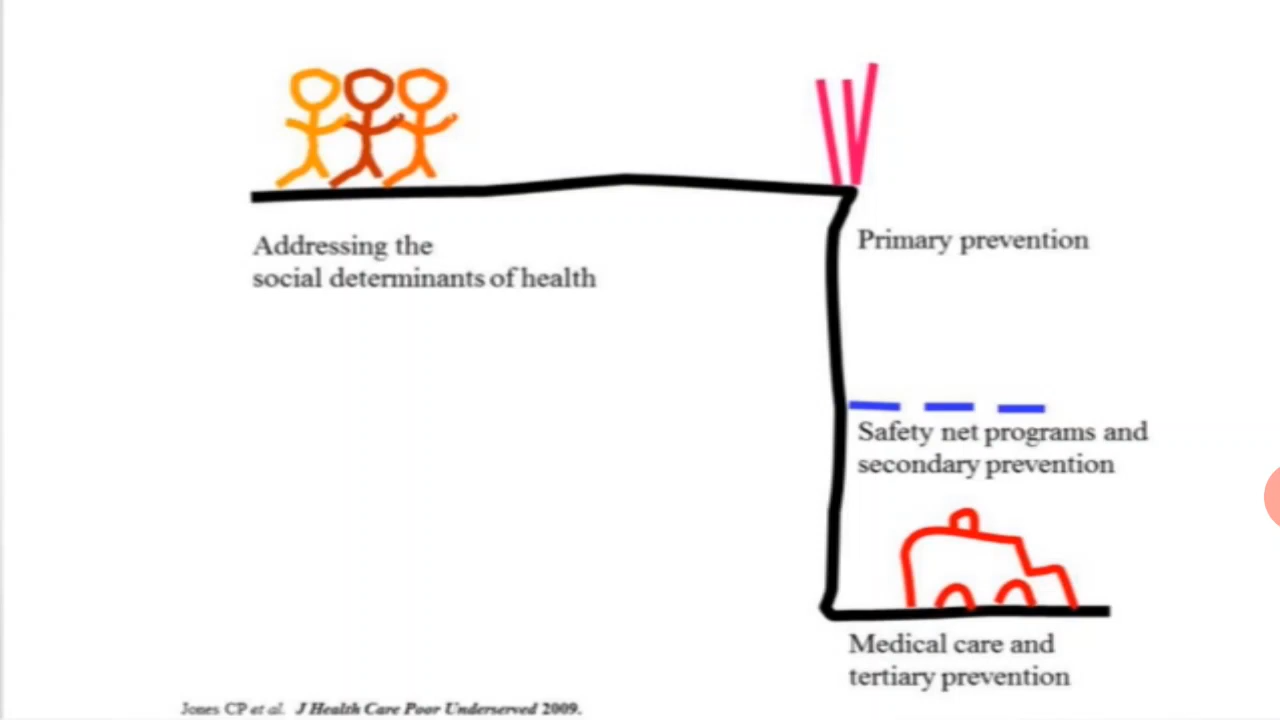 Addressing the
social determinants of health
Primary prevention
Safety net programs and
secondary prevention
Medical care and
tertiary prevention
Jones CP et al. J Health Care Poor Underserved 2009.